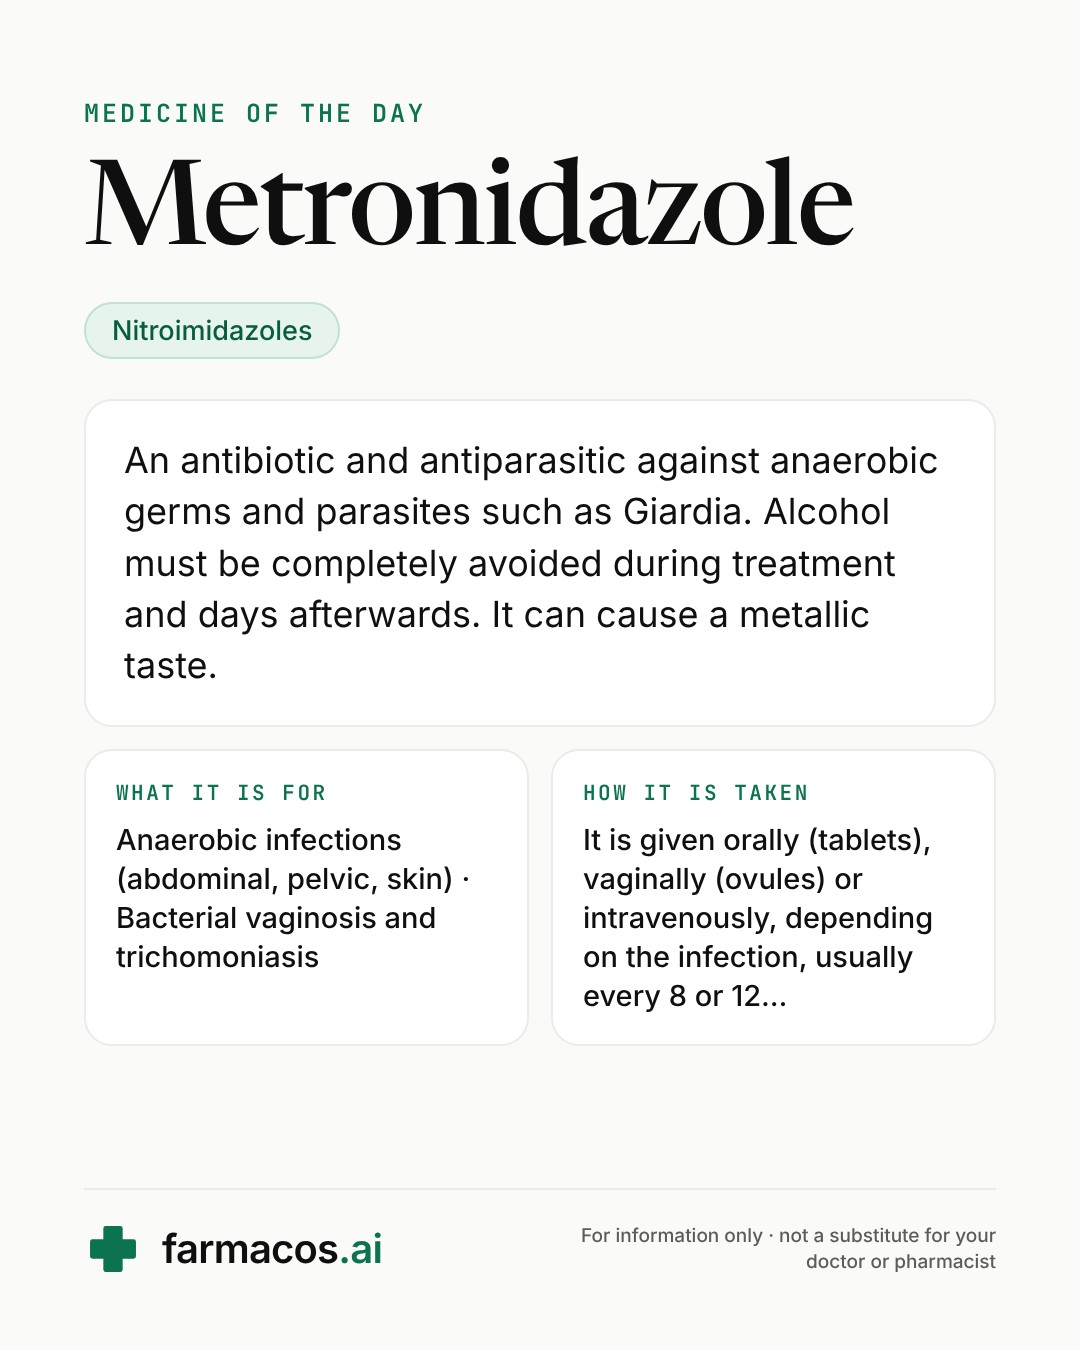 MEDICINE OF THE DAY
Metronidazole
Nitroimidazoles
An antibiotic and antiparasitic against anaerobic
germs and parasites such as Giardia. Alcohol
must be completely avoided during treatment
and days afterwards. It can cause a metallic
taste.
WHAT IT IS FOR
Anaerobic infections
(abdominal, pelvic, skin) ·
Bacterial vaginosis and
trichomoniasis
HOW IT IS TAKEN
It is given orally (tablets),
vaginally (ovules) or
intravenously, depending
on the infection, usually
every 8 or 12…
farmacos.ai
For information only · not a substitute for your
doctor or pharmacist